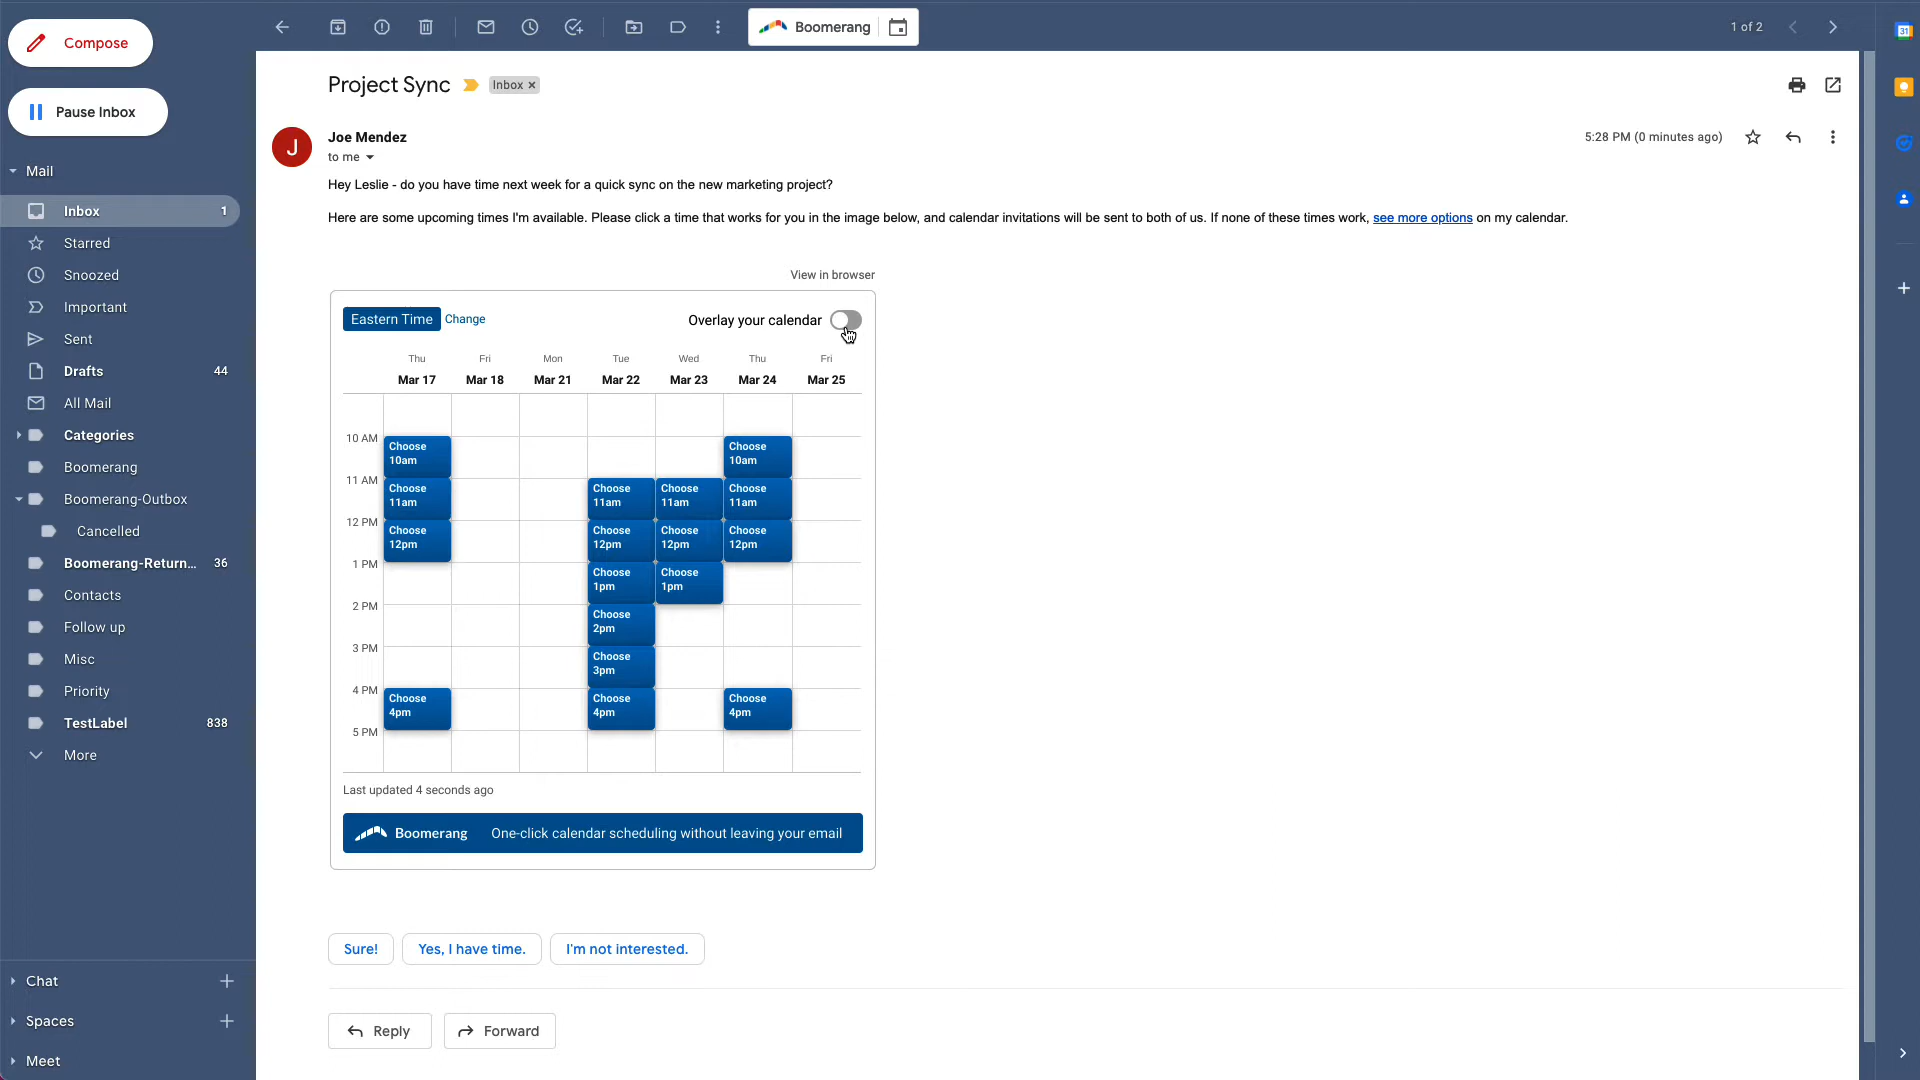 Compose
Pause Inbox
Mail
Inbox 1
Starred
Snoozed
Important
Sent
Drafts 44
All Mail
Categories
Boomerang
Boomerang-Outbox
Cancelled
Boomerang-Return... 36
Contacts
Follow up
Misc
Priority
TestLabel 838
More
Chat
Spaces
Meet
Boomerang
1 of 2
31
Project Sync
Inbox ×
J
Joe Mendez
to me
5:28 PM (0 minutes ago)
Hey Leslie - do you have time next week for a quick sync on the new marketing project?
Here are some upcoming times I'm available. Please click a time that works for you in the image below, and calendar invitations will be sent to both of us. If none of these times work, see more options on my calendar.
View in browser
Eastern Time Change
Overlay your calendar
Thu Fri Mon Tue Wed Thu Fri
Mar 17 Mar 18 Mar 21 Mar 22 Mar 23 Mar 24 Mar 25
10 AM
Choose Choose
10am 10am
11 AM
Choose Choose Choose Choose
11am 11am 11am 11am
12 PM
Choose Choose Choose Choose
12pm 12pm 12pm 12pm
1 PM
Choose Choose
1pm 1pm
2 PM
Choose
2pm
3 PM
Choose
3pm
4 PM
Choose Choose Choose
4pm 4pm 4pm
5 PM
Last updated 4 seconds ago
Boomerang One-click calendar scheduling without leaving your email
Sure!
Yes, I have time.
I'm not interested.
Reply
Forward